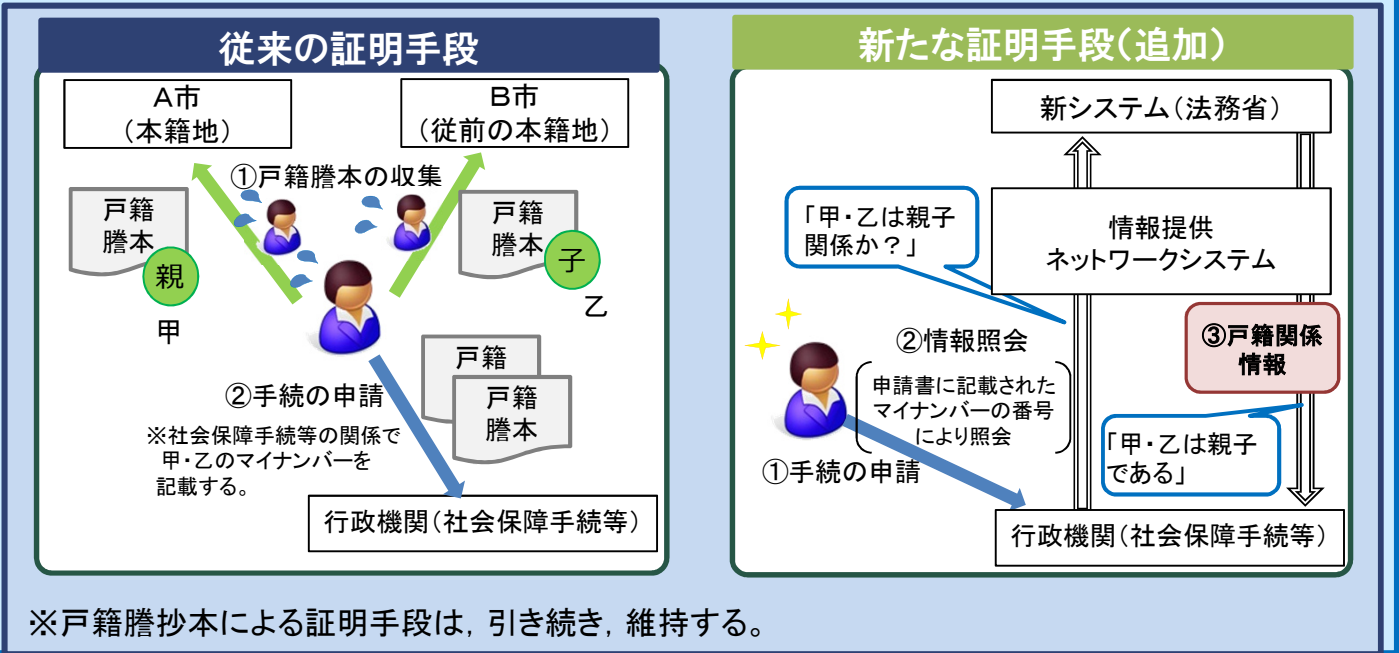 従来の証明手段
A市
(本籍地)
B市
(従前の本籍地)
①戸籍謄本の収集
戸籍
謄本
親
甲
戸籍
謄本
子
乙
戸籍
戸籍
謄本
②手続の申請
※社会保障手続等の関係で
甲・乙のマイナンバーを
記載する。
行政機関(社会保障手続等)
新たな証明手段(追加)
新システム(法務省)
「甲・乙は親子
関係か?」
情報提供
ネットワークシステム
②情報照会
申請書に記載された
マイナンバーの番号
により照会
③戸籍関係
情報
①手続の申請
「甲・乙は親子
である」
行政機関(社会保障手続等)
※戸籍謄抄本による証明手段は,引き続き,維持する。